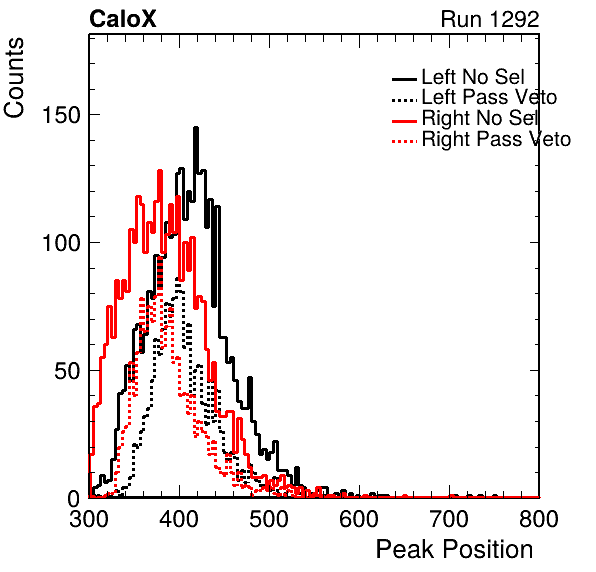 CaloX Run 1292
Counts
Left No Sel
Left Pass Veto
Right No Sel
Right Pass Veto
150
100
50
0
300 400 500 600 700 800
Peak Position